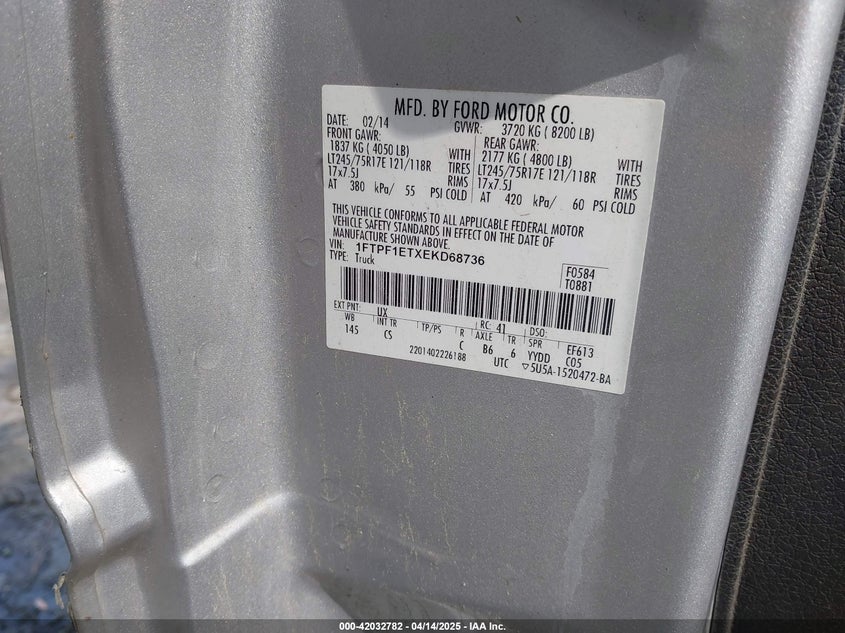 MFD. BY FORD MOTOR CO.
DATE: 02/14 GVWR: 3720 KG ( 8200 LB)
FRONT GAWR: REAR GAWR:
1837 KG ( 4050 LB) WITH 2177 KG ( 4800 LB) WITH
LT245/75R17E 121/118R TIRES LT245/75R17E 121/118R TIRES
17x7.5J RIMS 17x7.5J RIMS
AT 380 kPa/ 55 PSI COLD AT 420 kPa/ 60 PSI COLD
THIS VEHICLE CONFORMS TO ALL APPLICABLE FEDERAL MOTOR
VEHICLE SAFETY STANDARDS IN EFFECT ON THE DATE OF
MANUFACTURE SHOWN ABOVE.
VIN: 1FTPF1ETXEKD68736
TYPE: Truck
F0584
T0881
EXT PNT: UX RC: 41 DSO:
WB INT TR TP/PS R AXLE TR SPR EF613
145 CS C B6 6 YYDD C05
2201402226188 UTC ▽5U5A-1520472-BA
000-42032782 - 04/14/2025 - IAA Inc.